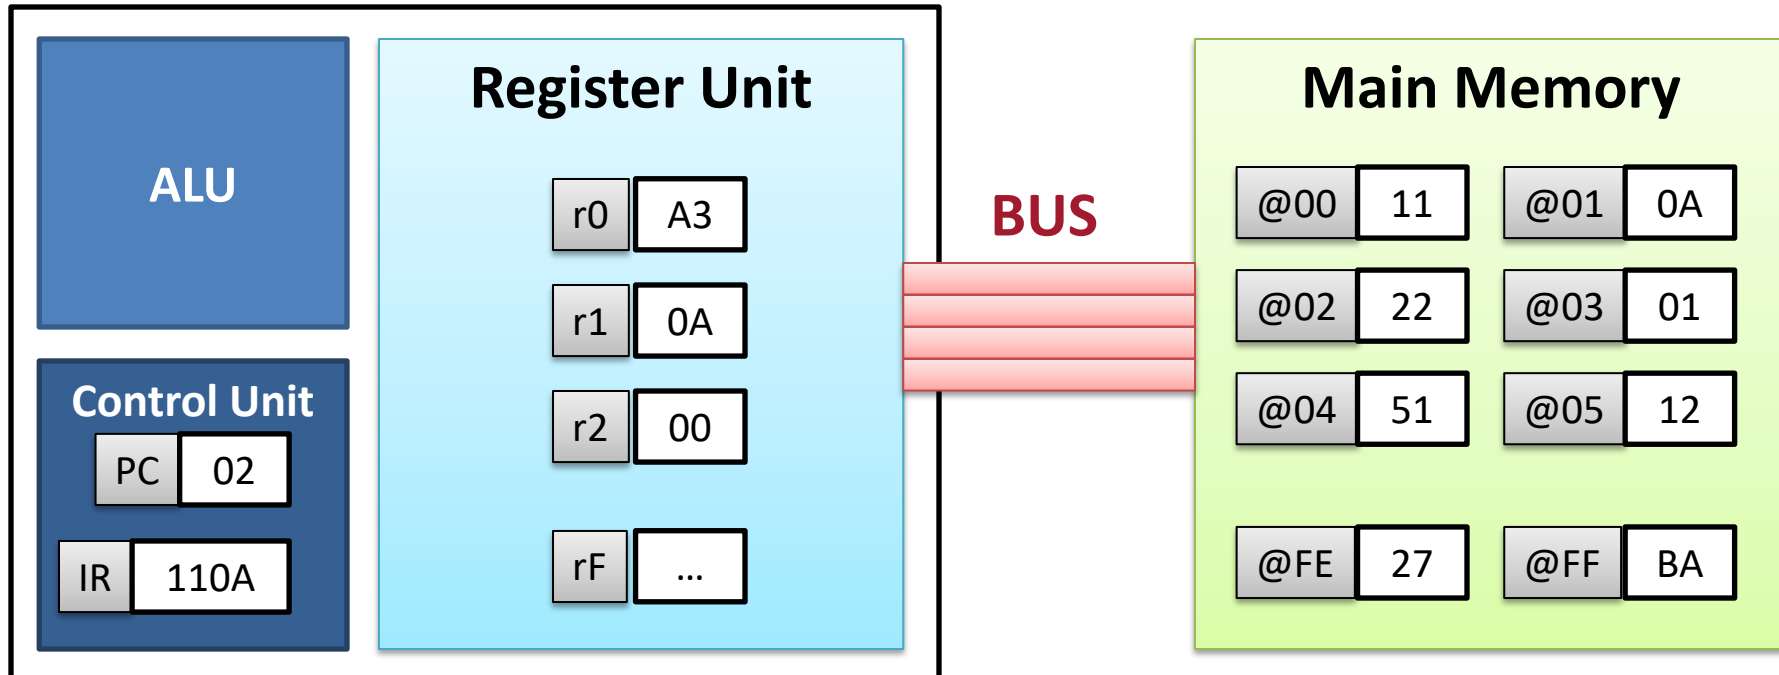 ALU
Control Unit
PC 02
IR 110A
Register Unit
r0 A3
r1 0A
r2 00
rF ...
BUS
Main Memory
@00 11 @01 0A
@02 22 @03 01
@04 51 @05 12
@FE 27 @FF BA